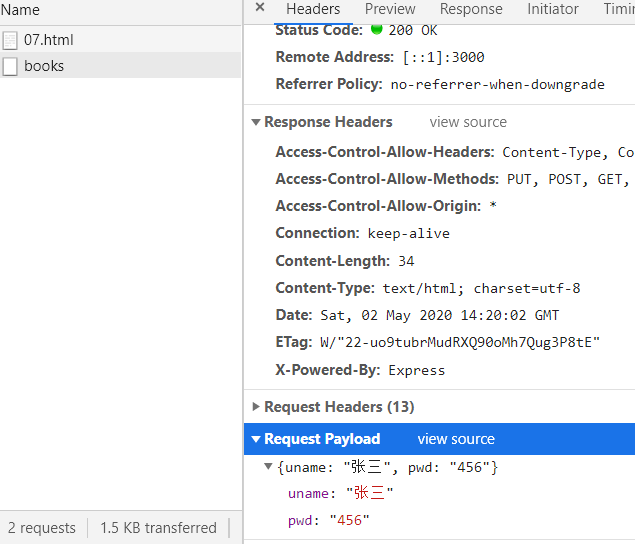 Name
07.html
books
2 requests 1.5 KB transferred
× Headers Preview Response Initiator Timin
Status Code: 200 OK
Remote Address: [::1]:3000
Referrer Policy: no-referrer-when-downgrade
Response Headers view source
Access-Control-Allow-Headers: Content-Type, Co
Access-Control-Allow-Methods: PUT, POST, GET,
Access-Control-Allow-Origin: *
Connection: keep-alive
Content-Length: 34
Content-Type: text/html; charset=utf-8
Date: Sat, 02 May 2020 14:20:02 GMT
ETag: W/"22-uo9tubrMudRXQ90oMh7Qug3P8tE"
X-Powered-By: Express
Request Headers (13)
Request Payload view source
{uname: "张三", pwd: "456"}
uname: "张三"
pwd: "456"